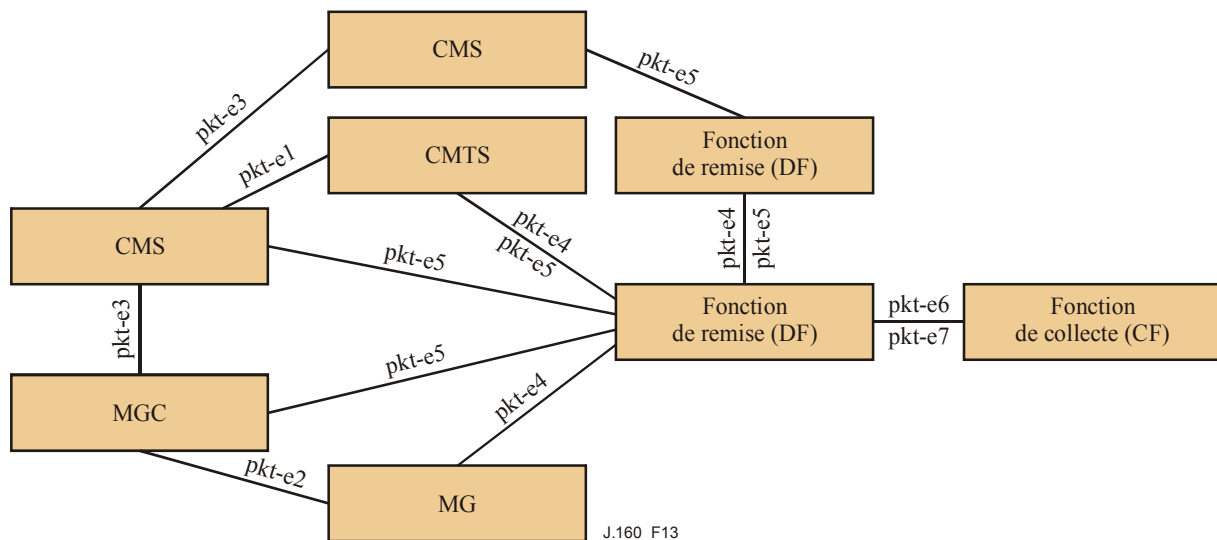 CMS
pkt-e5
pkt-e3
CMTS
Fonction
de remise (DF)
pkt-e1
CMS
pkt-e4
pkt-e5
pkt-e4
pkt-e5
pkt-e5
pkt-e3
Fonction
de remise (DF)
pkt-e6
pkt-e7
Fonction
de collecte (CF)
pkt-e5
MGC
pkt-e4
pkt-e2
MG
J.160_F13